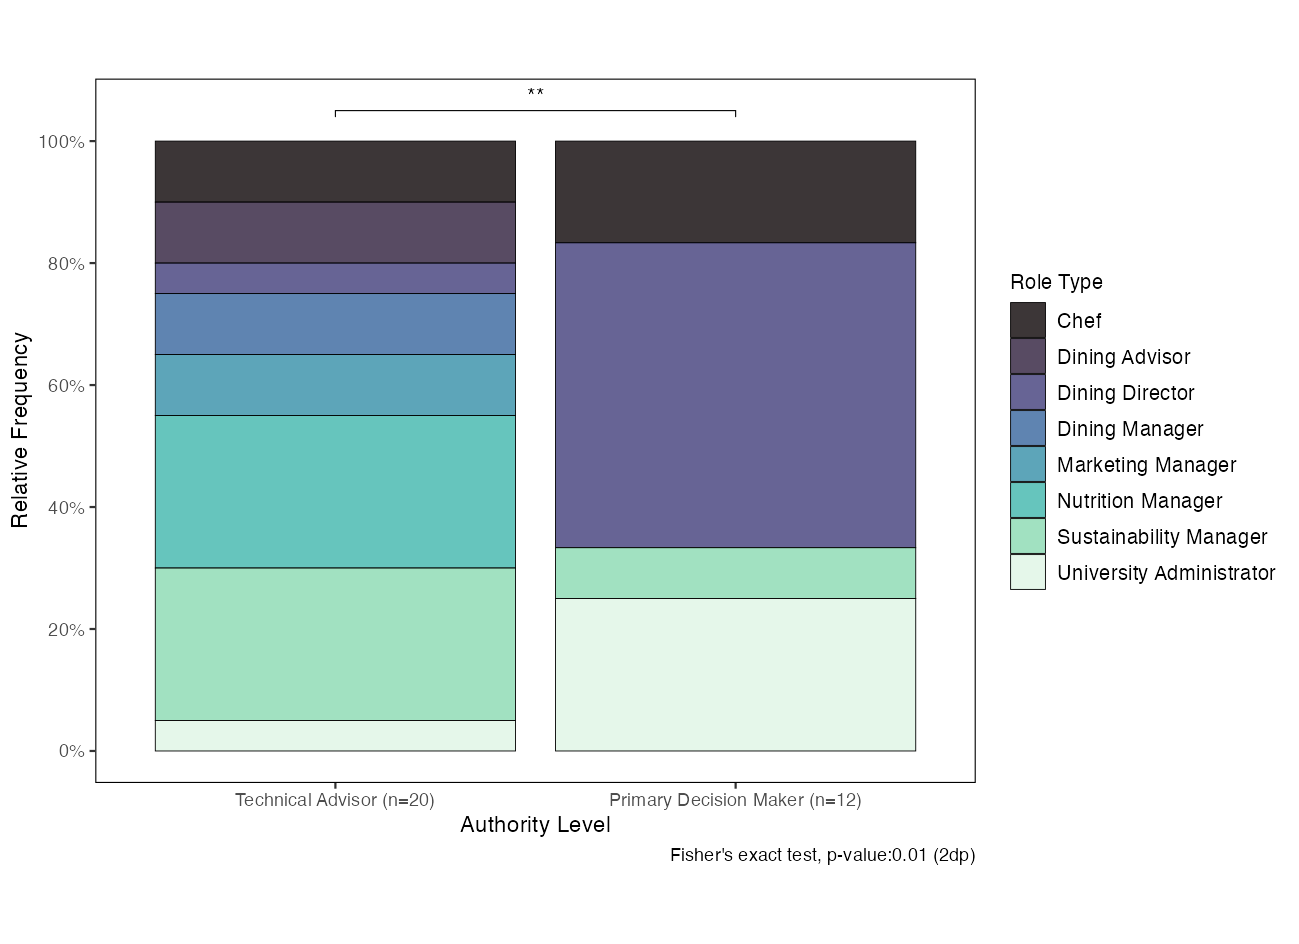 **
100%
80%
60%
40%
20%
0%
Relative Frequency
Technical Advisor (n=20)
Primary Decision Maker (n=12)
Authority Level
Fisher's exact test, p-value:0.01 (2dp)
Role Type
Chef
Dining Advisor
Dining Director
Dining Manager
Marketing Manager
Nutrition Manager
Sustainability Manager
University Administrator